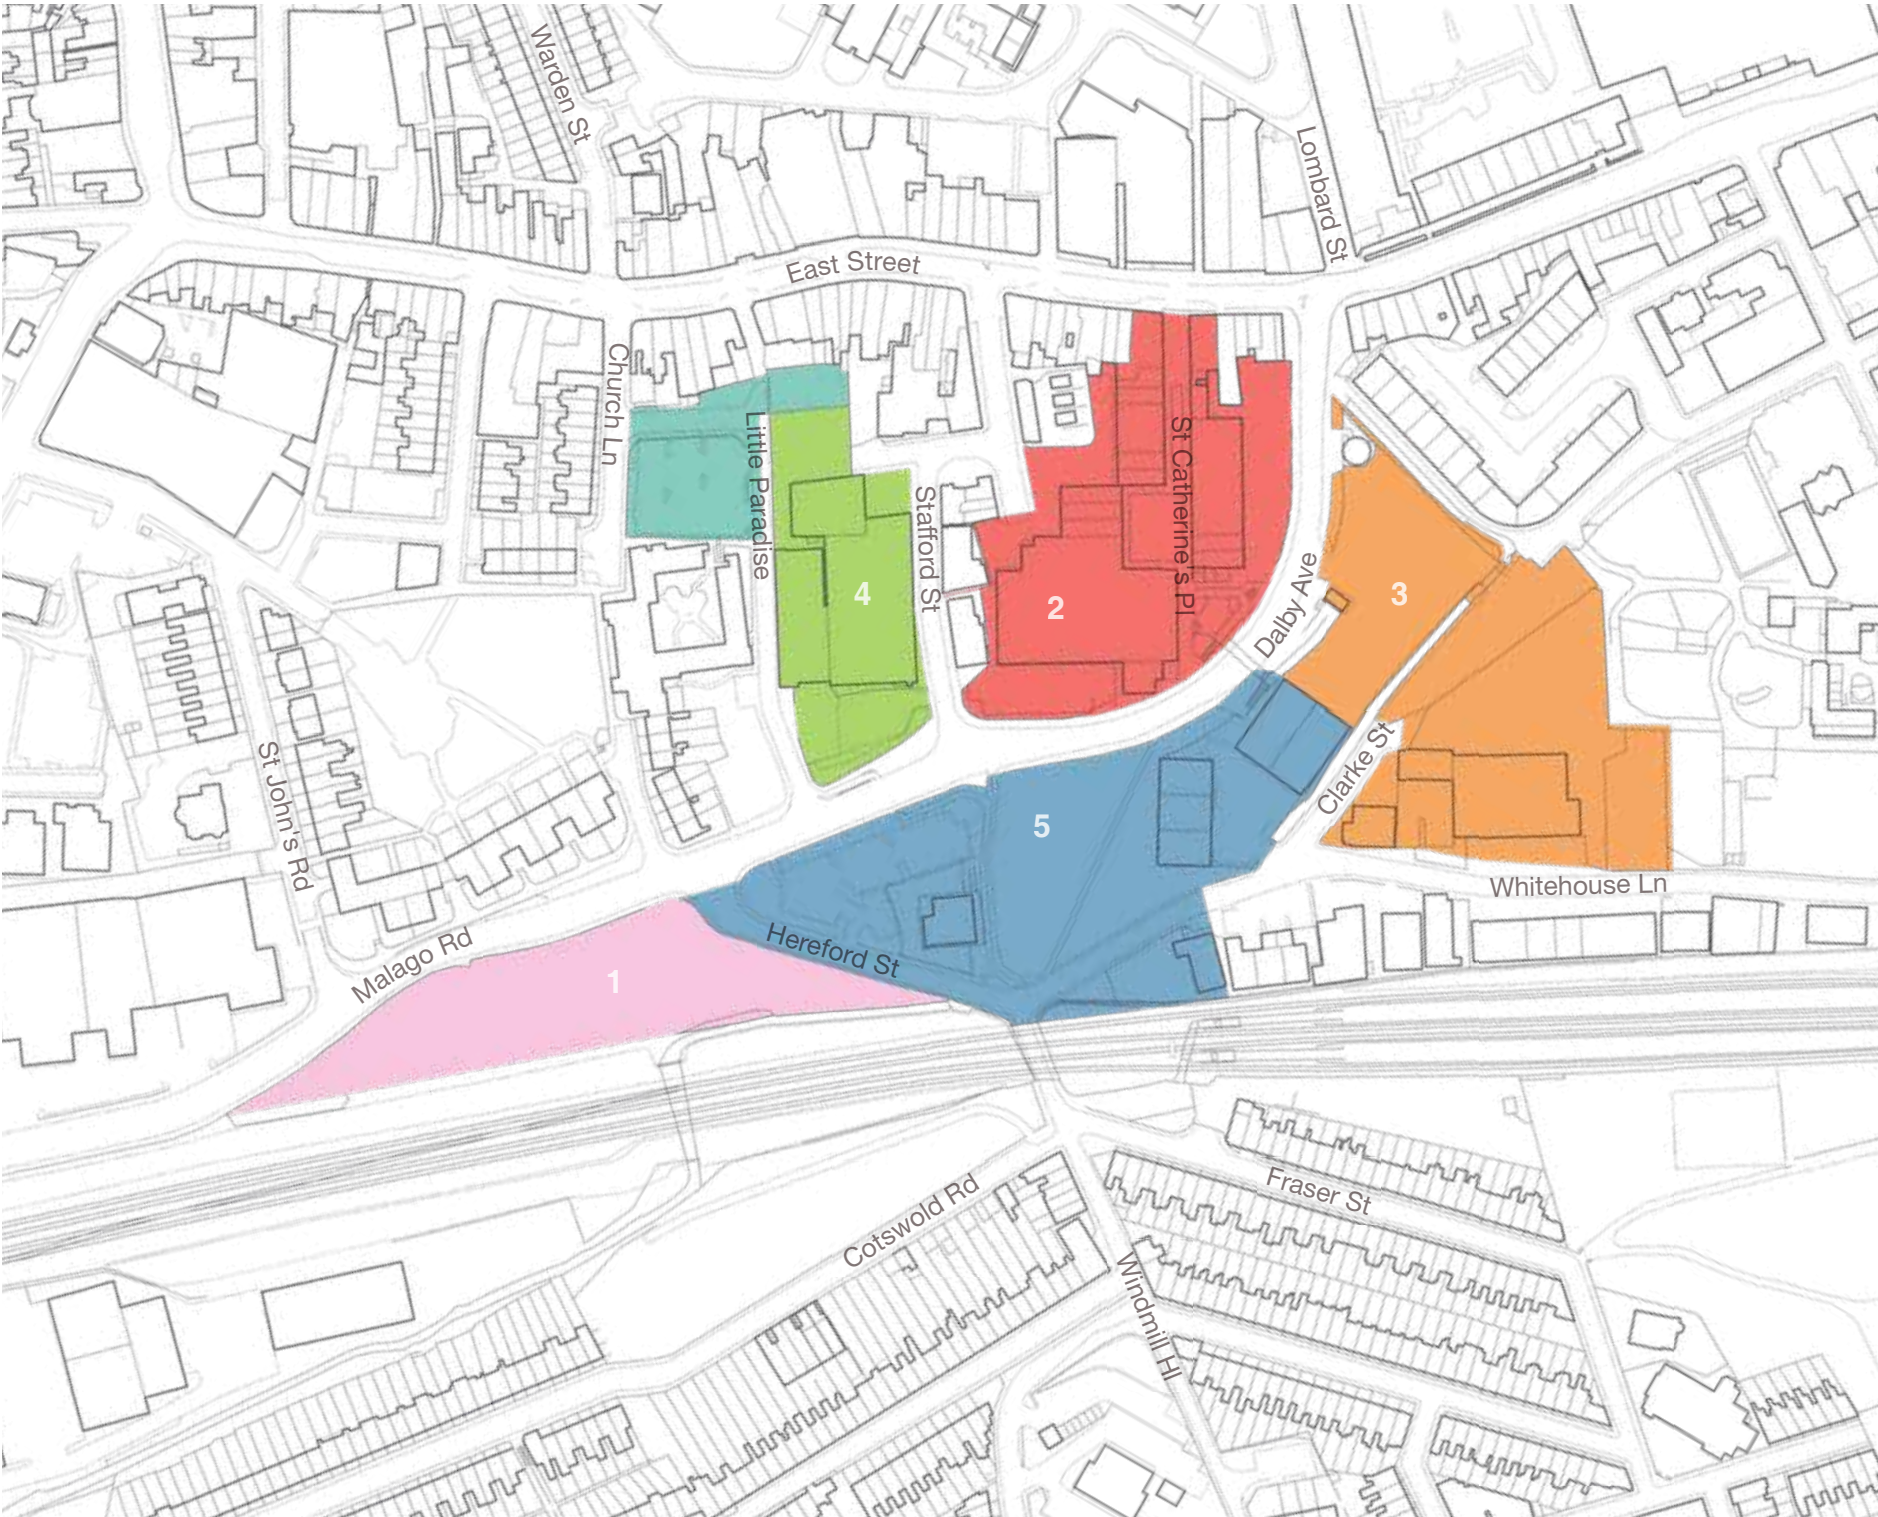 Warden St
Lombard St
East Street
Church Ln
Little Paradise
St Catherine's Pl
Stafford St
Dalby Ave
4
2
3
St John's Rd
Clarke St
5
Whitehouse Ln
Malago Rd
Hereford St
1
Cotswold Rd
Fraser St
Windmill Hl